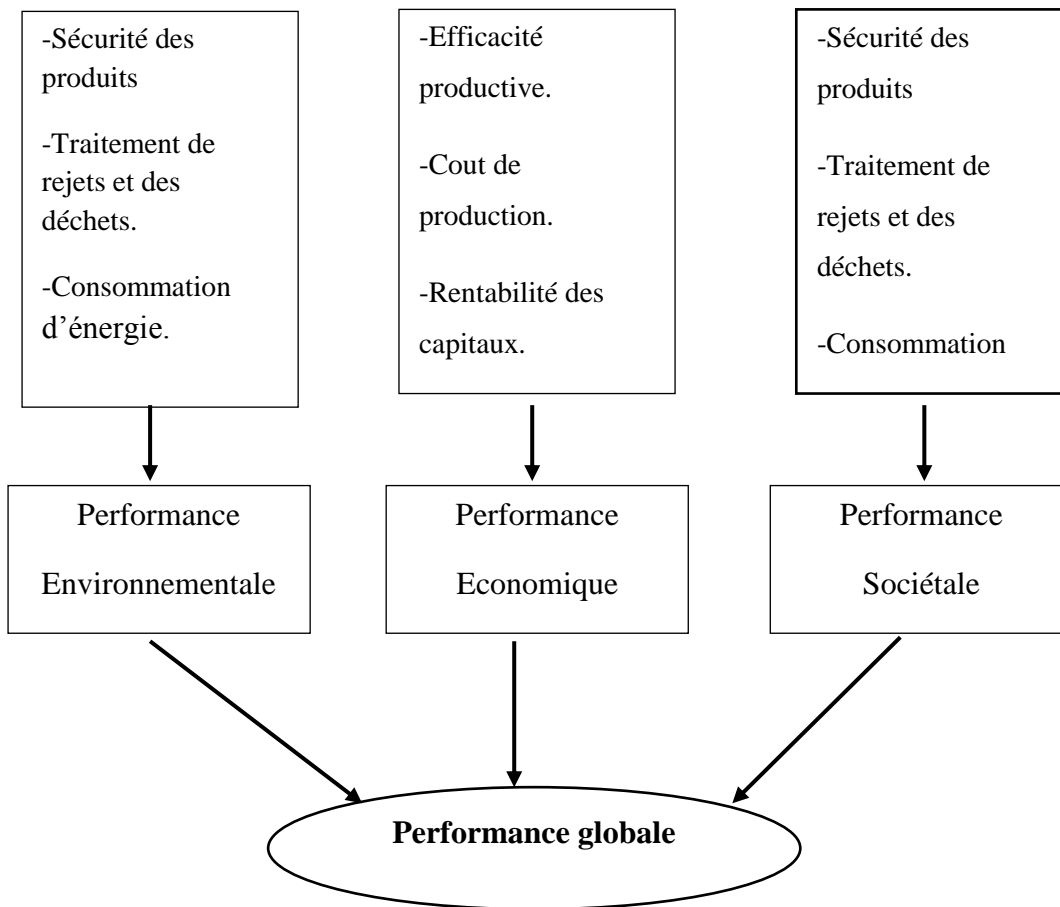 -Sécurité des
produits
-Traitement de
rejets et des
déchets.
-Consommation
d’énergie.
-Efficacité
productive.
-Cout de
production.
-Rentabilité des
capitaux.
-Sécurité des
produits
-Traitement de
rejets et des
déchets.
-Consommation
Performance
Environnementale
Performance
Economique
Performance
Sociétale
Performance globale